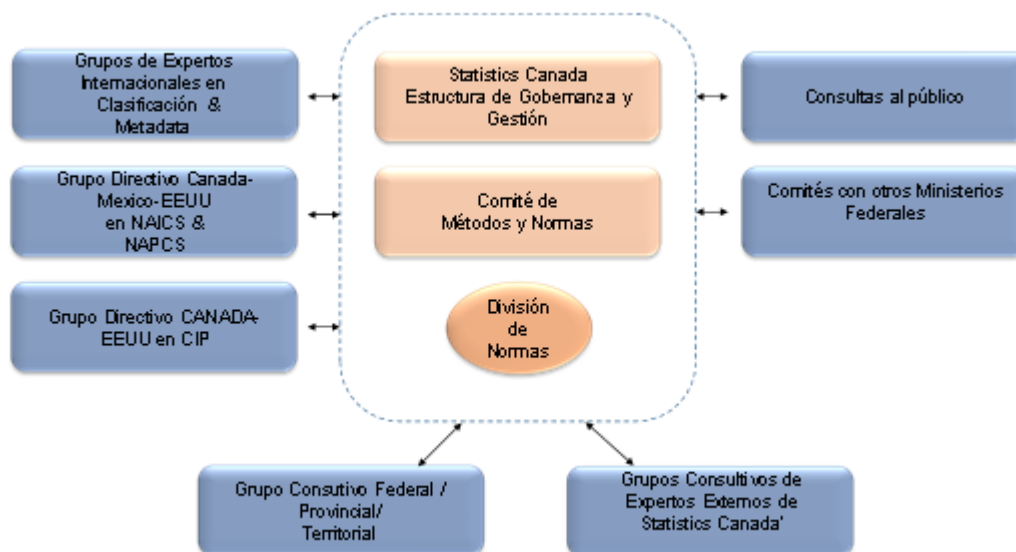 Grupos de Expertos
Internacionales en
Clasificación &
Metadata
Statistics Canada
Estructura de Gobernanza y
Gestión
Consultas al público
Grupo Directivo Canada-
Mexico-EEUU
en NAICS &
NAPCS
Comité de
Métodos y Normas
Comités con otros Ministerios
Federales
Grupo Directivo CANADA-
EEUU en CIP
División
de
Normas
Grupo Consutivo Federal /
Provincial/
Territorial
Grupos Consultivos de
Expertos Externos de
Statistics Canada'